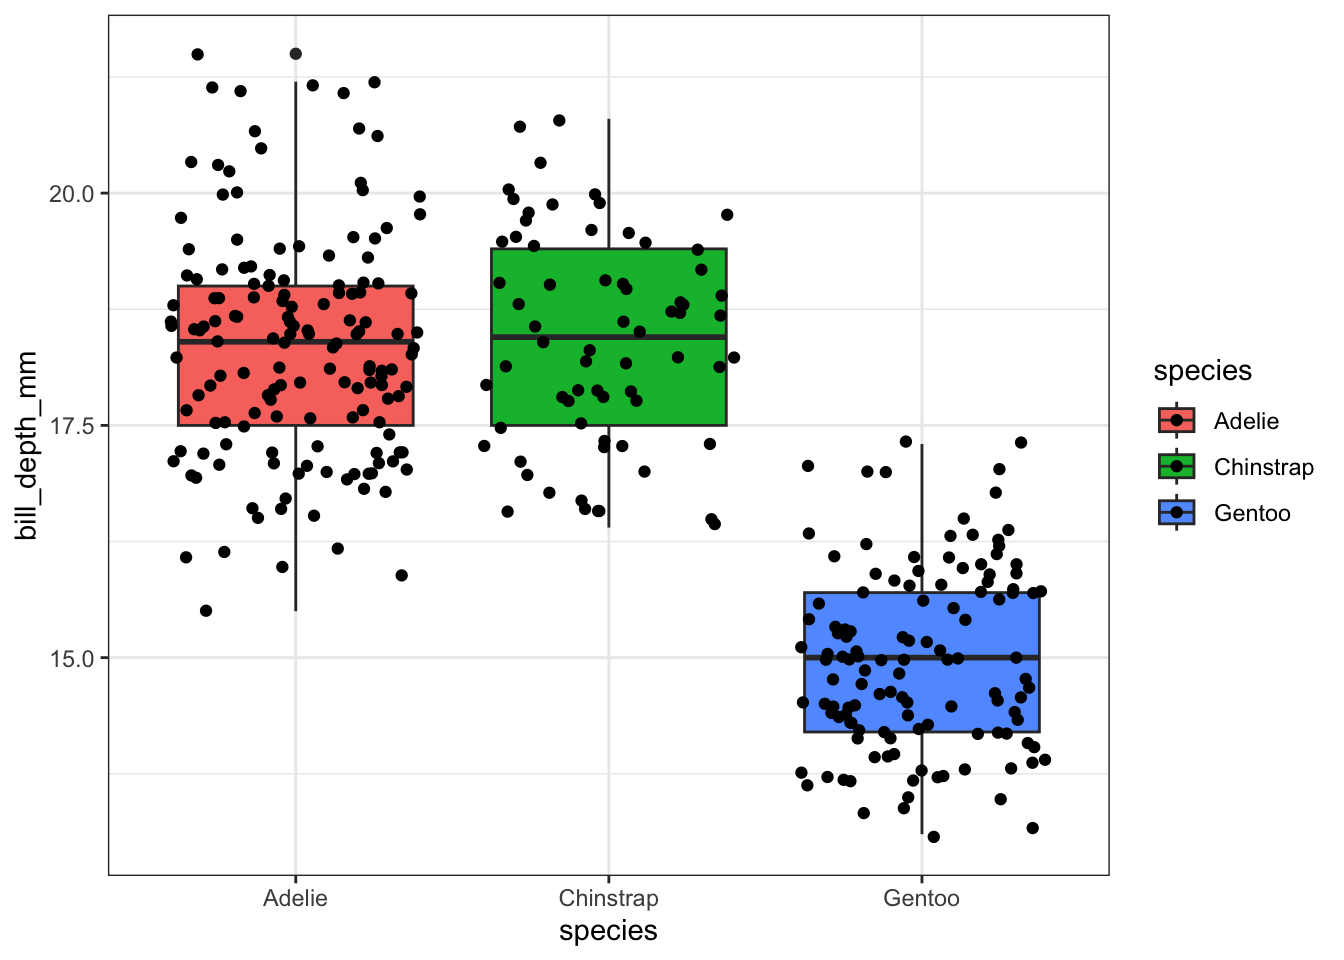 bill_depth_mm
20.0
17.5
15.0
Adelie
Chinstrap
Gentoo
species
species
Adelie
Chinstrap
Gentoo